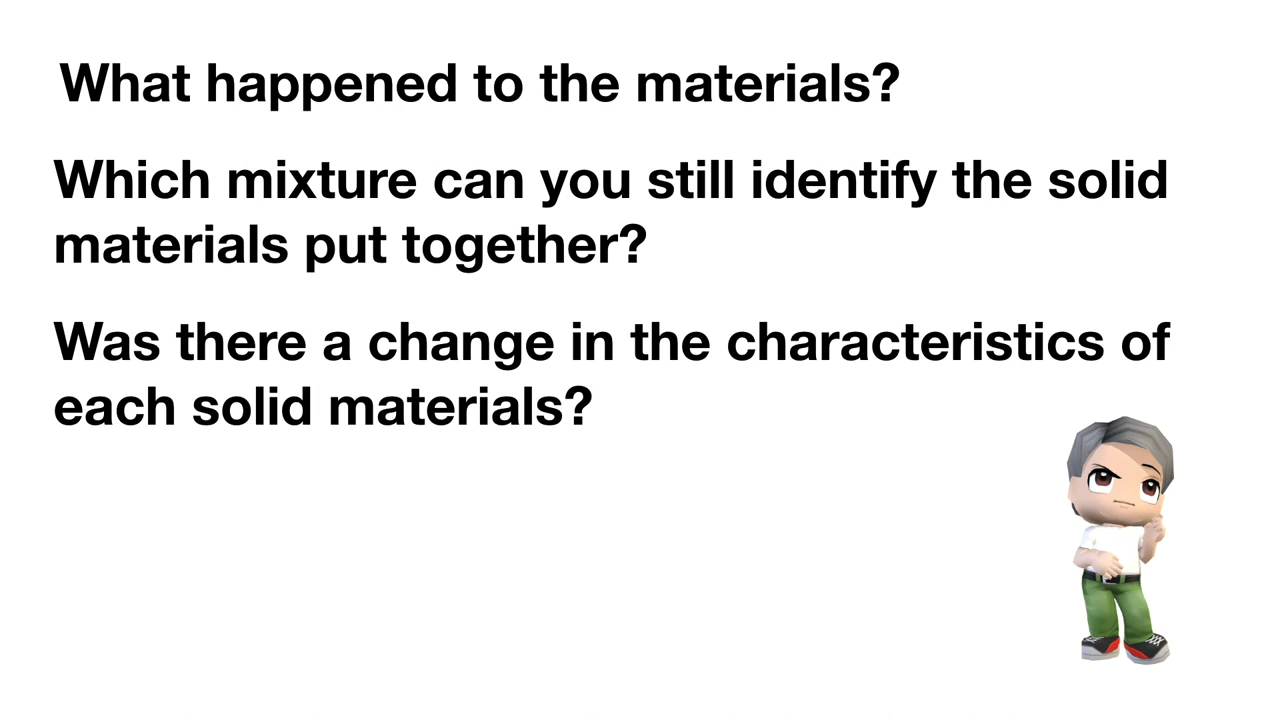 What happened to the materials?
Which mixture can you still identify the solid
materials put together?
Was there a change in the characteristics of
each solid materials?